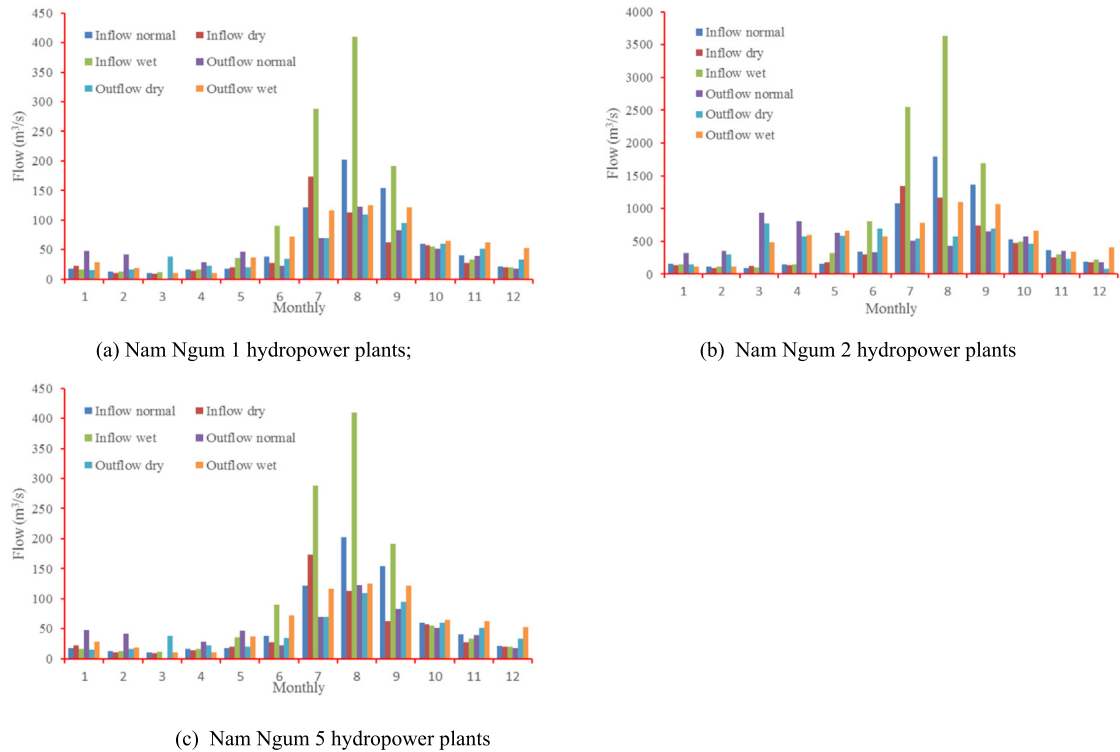 450
400
350
300
250
200
150
100
50
0
Flow (m³/s)
Inflow normal Inflow dry
Inflow wet Outflow normal
Outflow dry Outflow wet
1 2 3 4 5 6 7 8 9 10 11 12
Monthly
(a) Nam Ngum 1 hydropower plants;
4000
3500
3000
2500
2000
1500
1000
500
0
Flow (m³/s)
Inflow normal
Inflow dry
Inflow wet
Outflow normal
Outflow dry
Outflow wet
1 2 3 4 5 6 7 8 9 10 11 12
Monthly
(b) Nam Ngum 2 hydropower plants
450
400
350
300
250
200
150
100
50
0
Flow (m³/s)
Inflow normal Inflow dry
Inflow wet Outflow normal
Outflow dry Outflow wet
1 2 3 4 5 6 7 8 9 10 11 12
Monthly
(c) Nam Ngum 5 hydropower plants